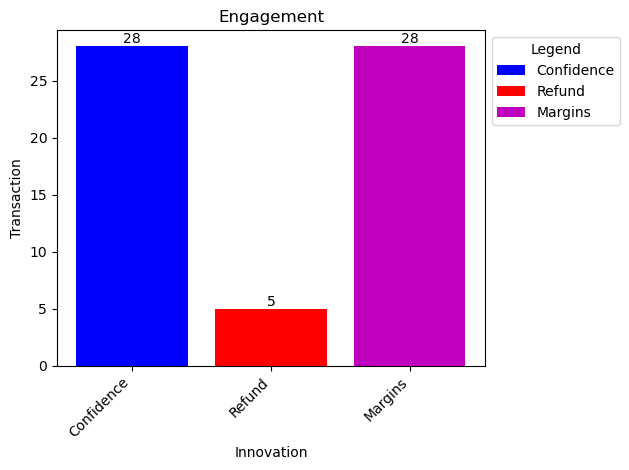 Engagement
28
5
28
Transaction
25
20
15
10
5
0
Confidence
Refund
Margins
Innovation
Legend
Confidence
Refund
Margins